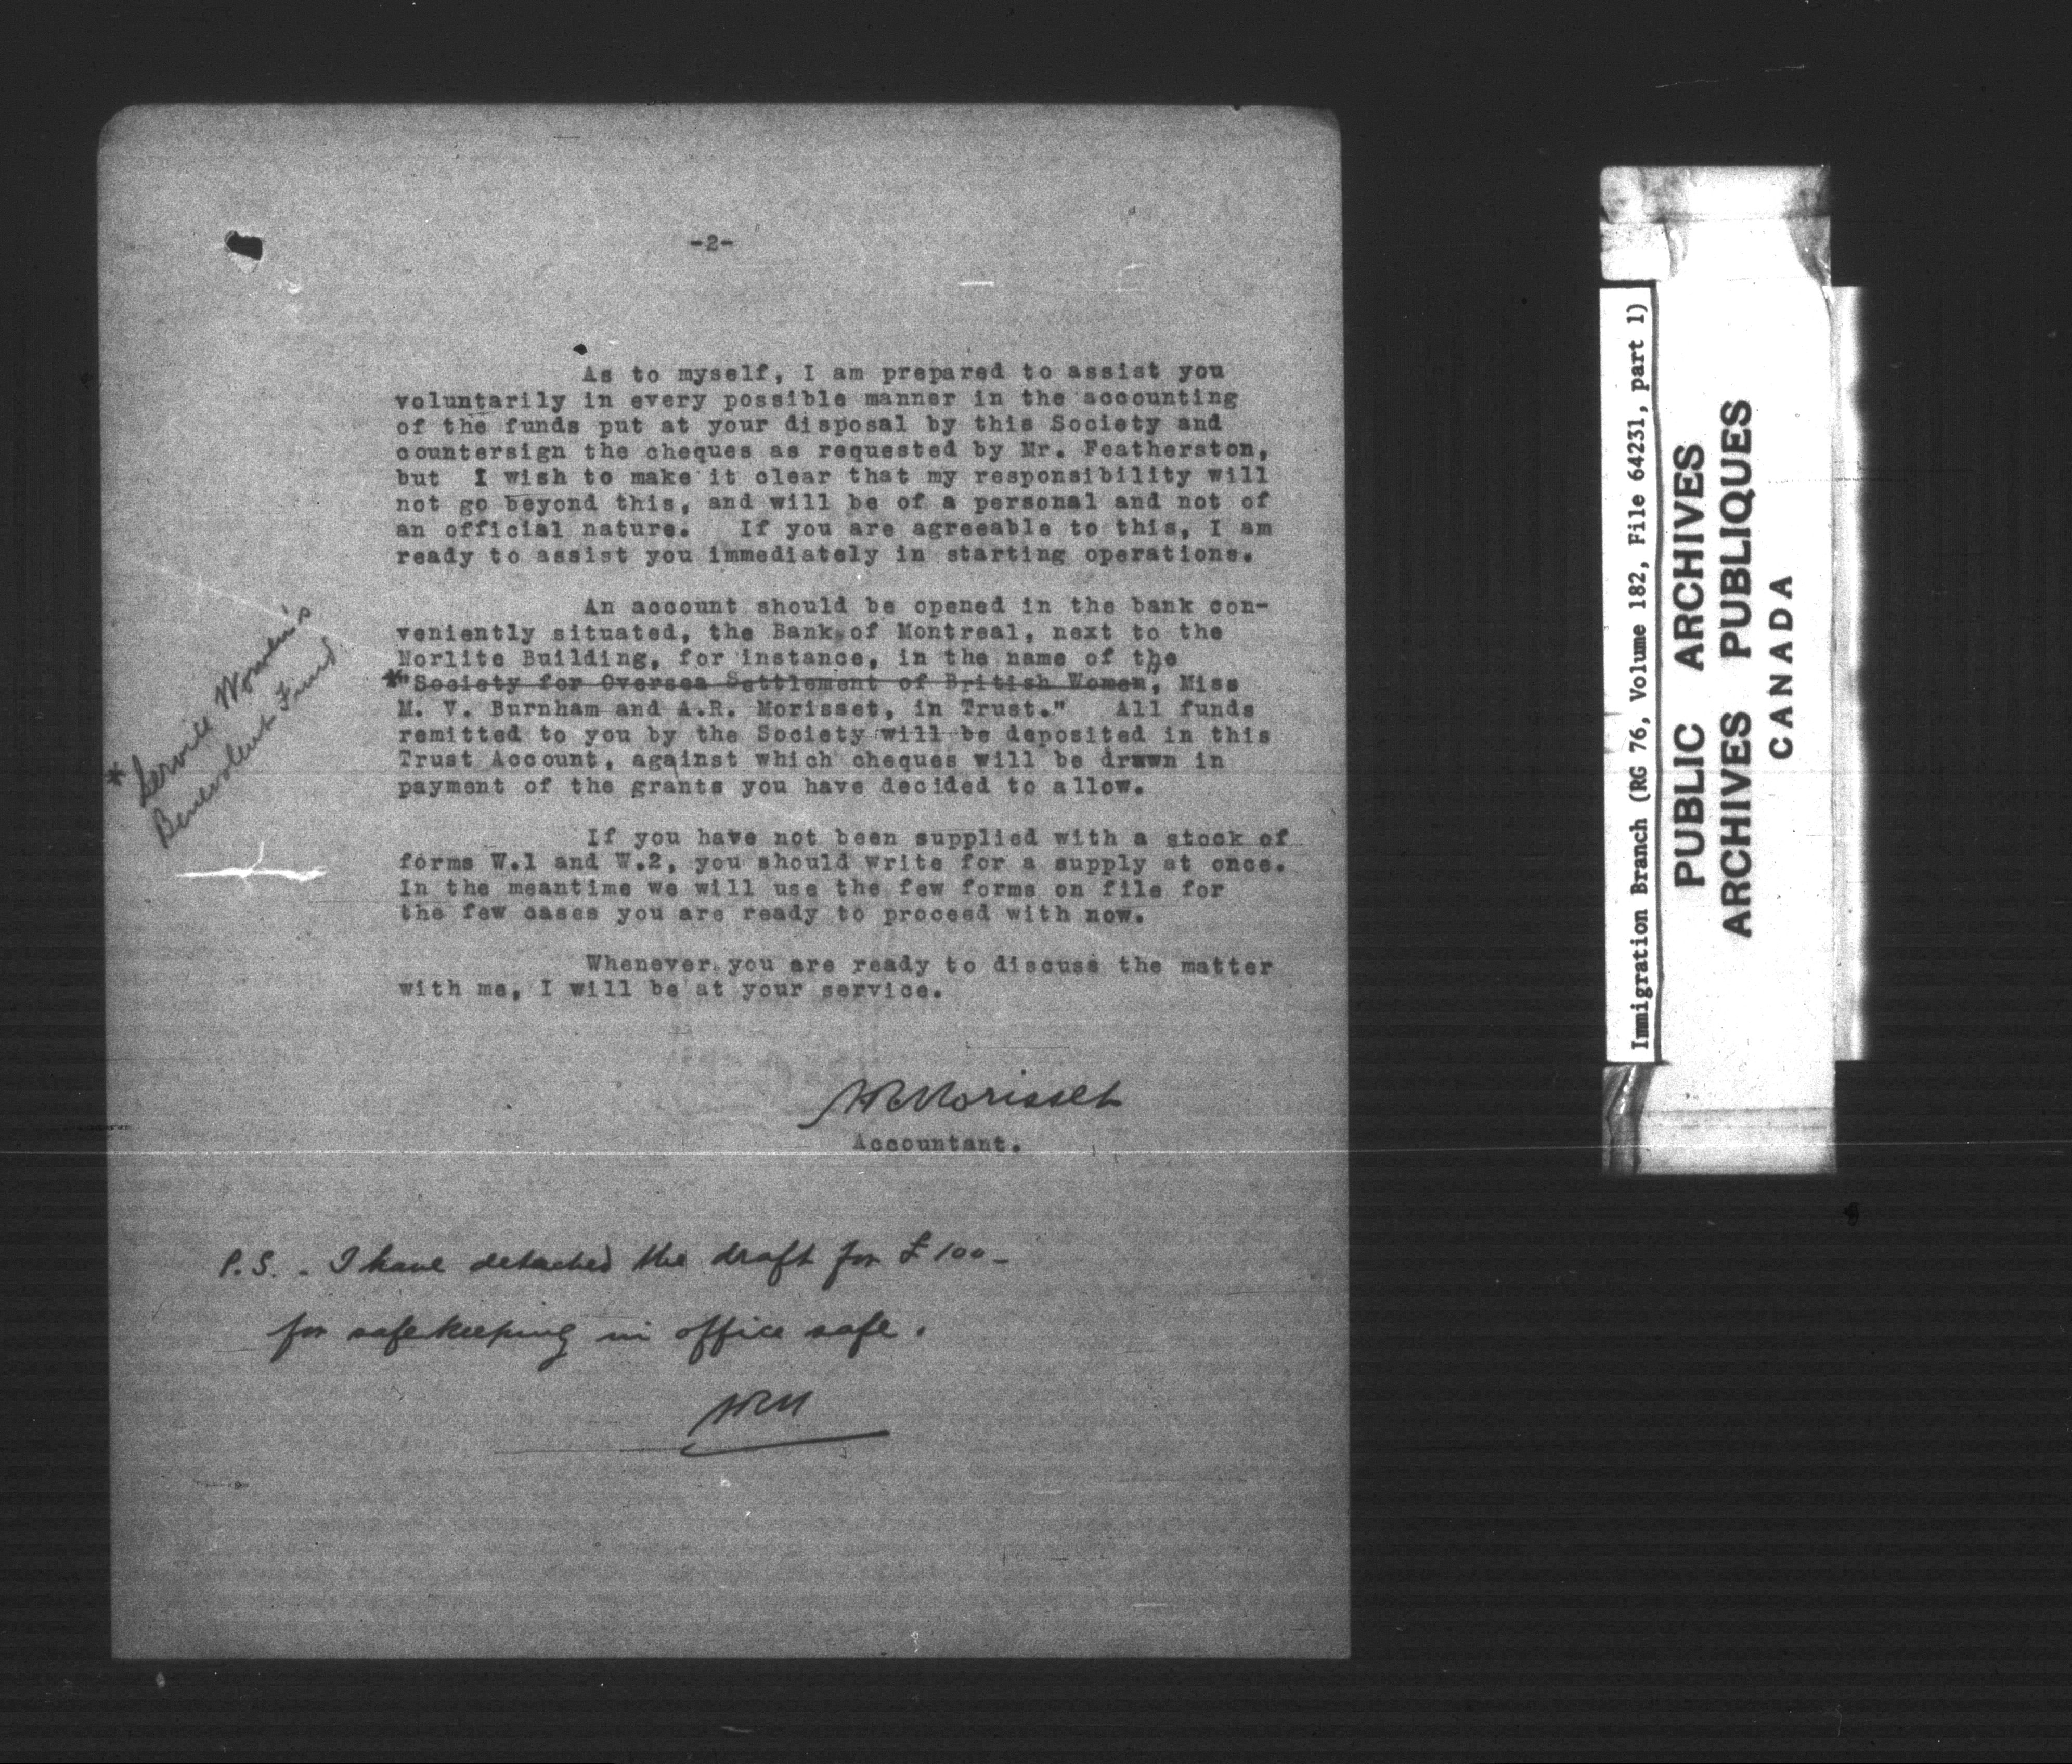 -2-
As to myself, I am prepared to assist you
voluntarily in every possible manner in the accounting
of the funds put at your disposal by this Society and
countersign the cheques as requested by Mr. Featherston,
but I wish to make it clear that my responsibility will
not go beyond this, and will be of a personal and not of
an official nature. If you are agreeable to this, I am
ready to assist you immediately in starting operations.
An account should be opened in the bank con-
veniently situated, the Bank of Montreal, next to the
Norlite Building, for instance, in the name of the
*"Society for Oversea Settlement of British Women, Miss
M. V. Burnham and A.R. Morisset, in Trust." All funds
remitted to you by the Society will be deposited in this
Trust Account, against which cheques will be drawn in
payment of the grants you have decided to allow.
* Service Women's
Benevolent Fund
If you have not been supplied with a stock of
forms W.1 and W.2, you should write for a supply at once.
In the meantime we will use the few forms on file for
the few cases you are ready to proceed with now.
Whenever you are ready to discuss the matter
with me, I will be at your service.
ARMorisset
Accountant.
P.S. - I have detached the draft for £100-
for safekeeping in office safe.
ARM
Immigration Branch (RG 76, Volume 182, File 64231, part 1)
PUBLIC ARCHIVES
ARCHIVES PUBLIQUES
CANADA